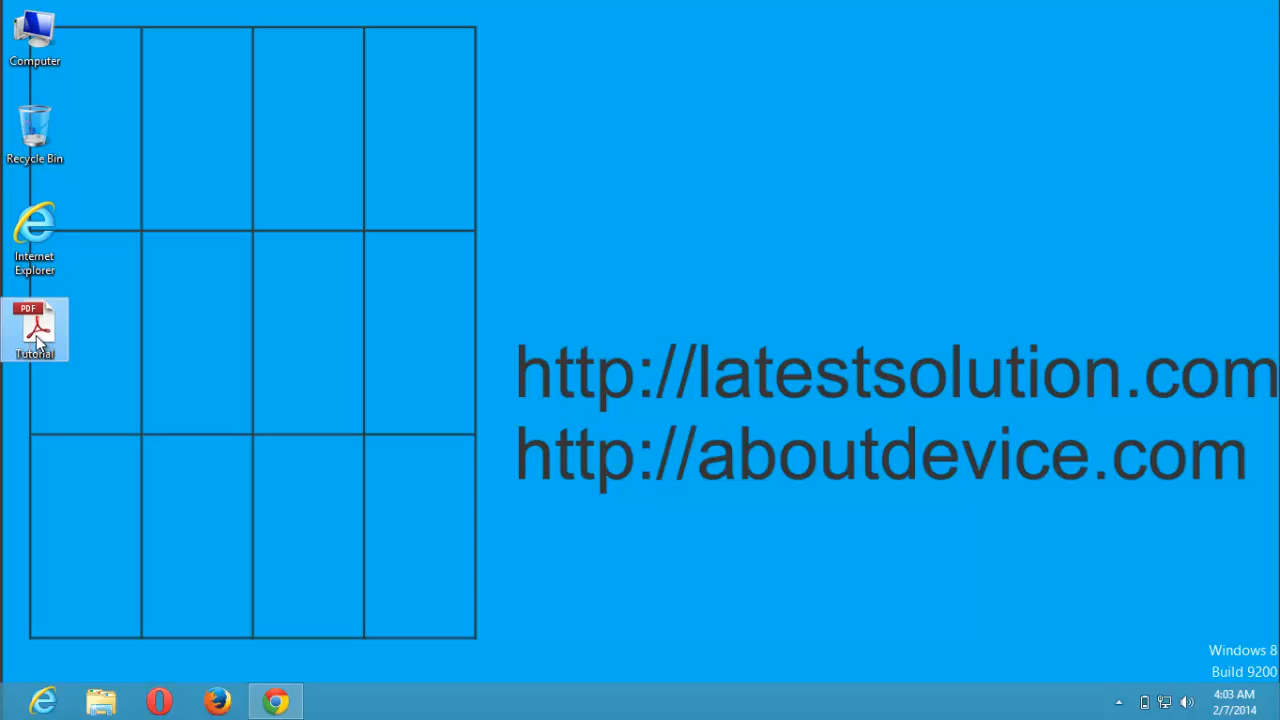 Computer
Recycle Bin
Internet
Explorer
PDF
Tutorial
http://latestsolution.com
http://aboutdevice.com
Windows 8
Build 9200
4:03 AM
2/7/2014